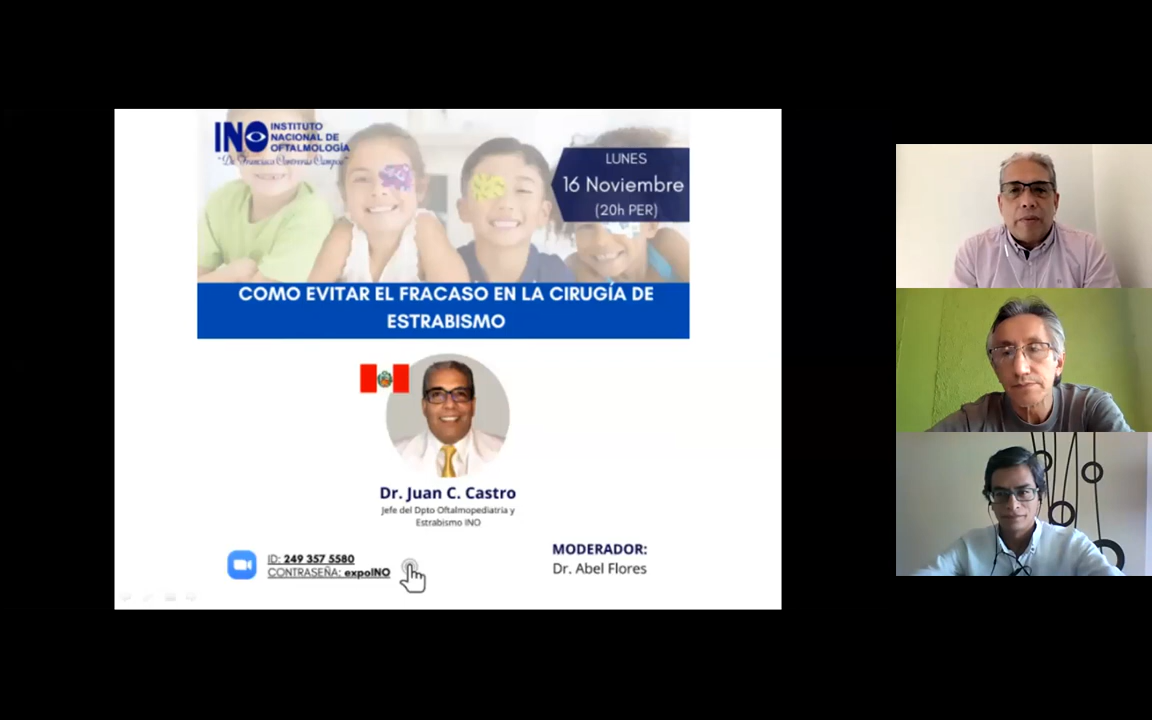 INO INSTITUTO
NACIONAL DE
OFTALMOLOGÍA
"Dr. Francisco Contreras Campos"
LUNES
16 Noviembre
(20h PER)
COMO EVITAR EL FRACASO EN LA CIRUGÍA DE
ESTRABISMO
Dr. Juan C. Castro
Jefe del Dpto Oftalmopediatria y
Estrabismo INO
ID: 249 357 5580
CONTRASEÑA: expoINO
MODERADOR:
Dr. Abel Flores